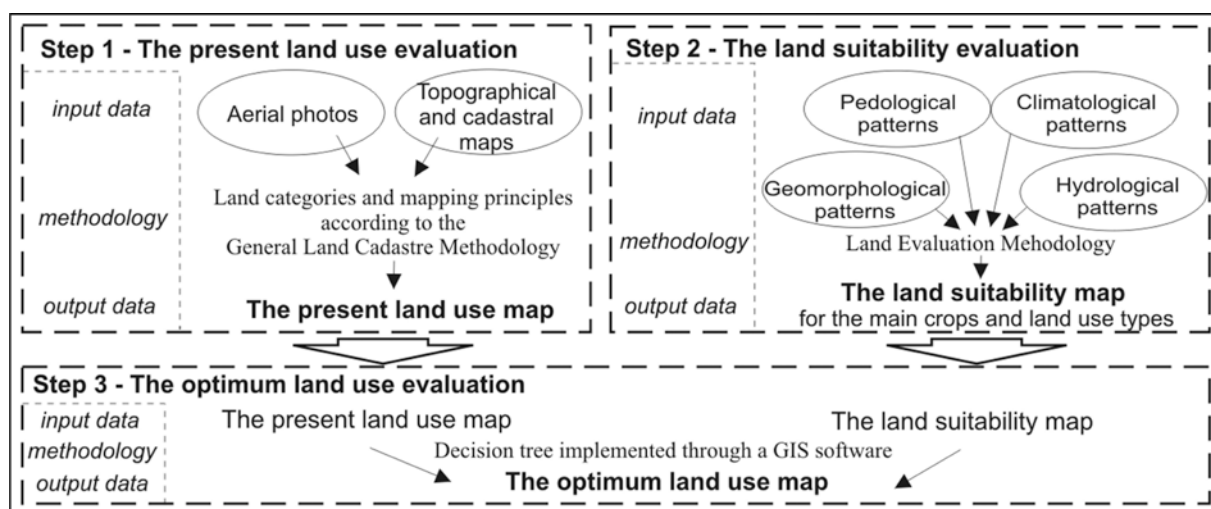 Step 1 - The present land use evaluation
input data
Aerial photos
Topographical
and cadastral
maps
methodology
Land categories and mapping principles
according to the
General Land Cadastre Methodology
output data
The present land use map
Step 2 - The land suitability evaluation
input data
Pedological
patterns
Climatological
patterns
Geomorphological
patterns
Hydrological
patterns
methodology
Land Evaluation Mehodology
output data
The land suitability map
for the main crops and land use types
Step 3 - The optimum land use evaluation
input data
The present land use map
The land suitability map
methodology
Decision tree implemented through a GIS software
output data
The optimum land use map